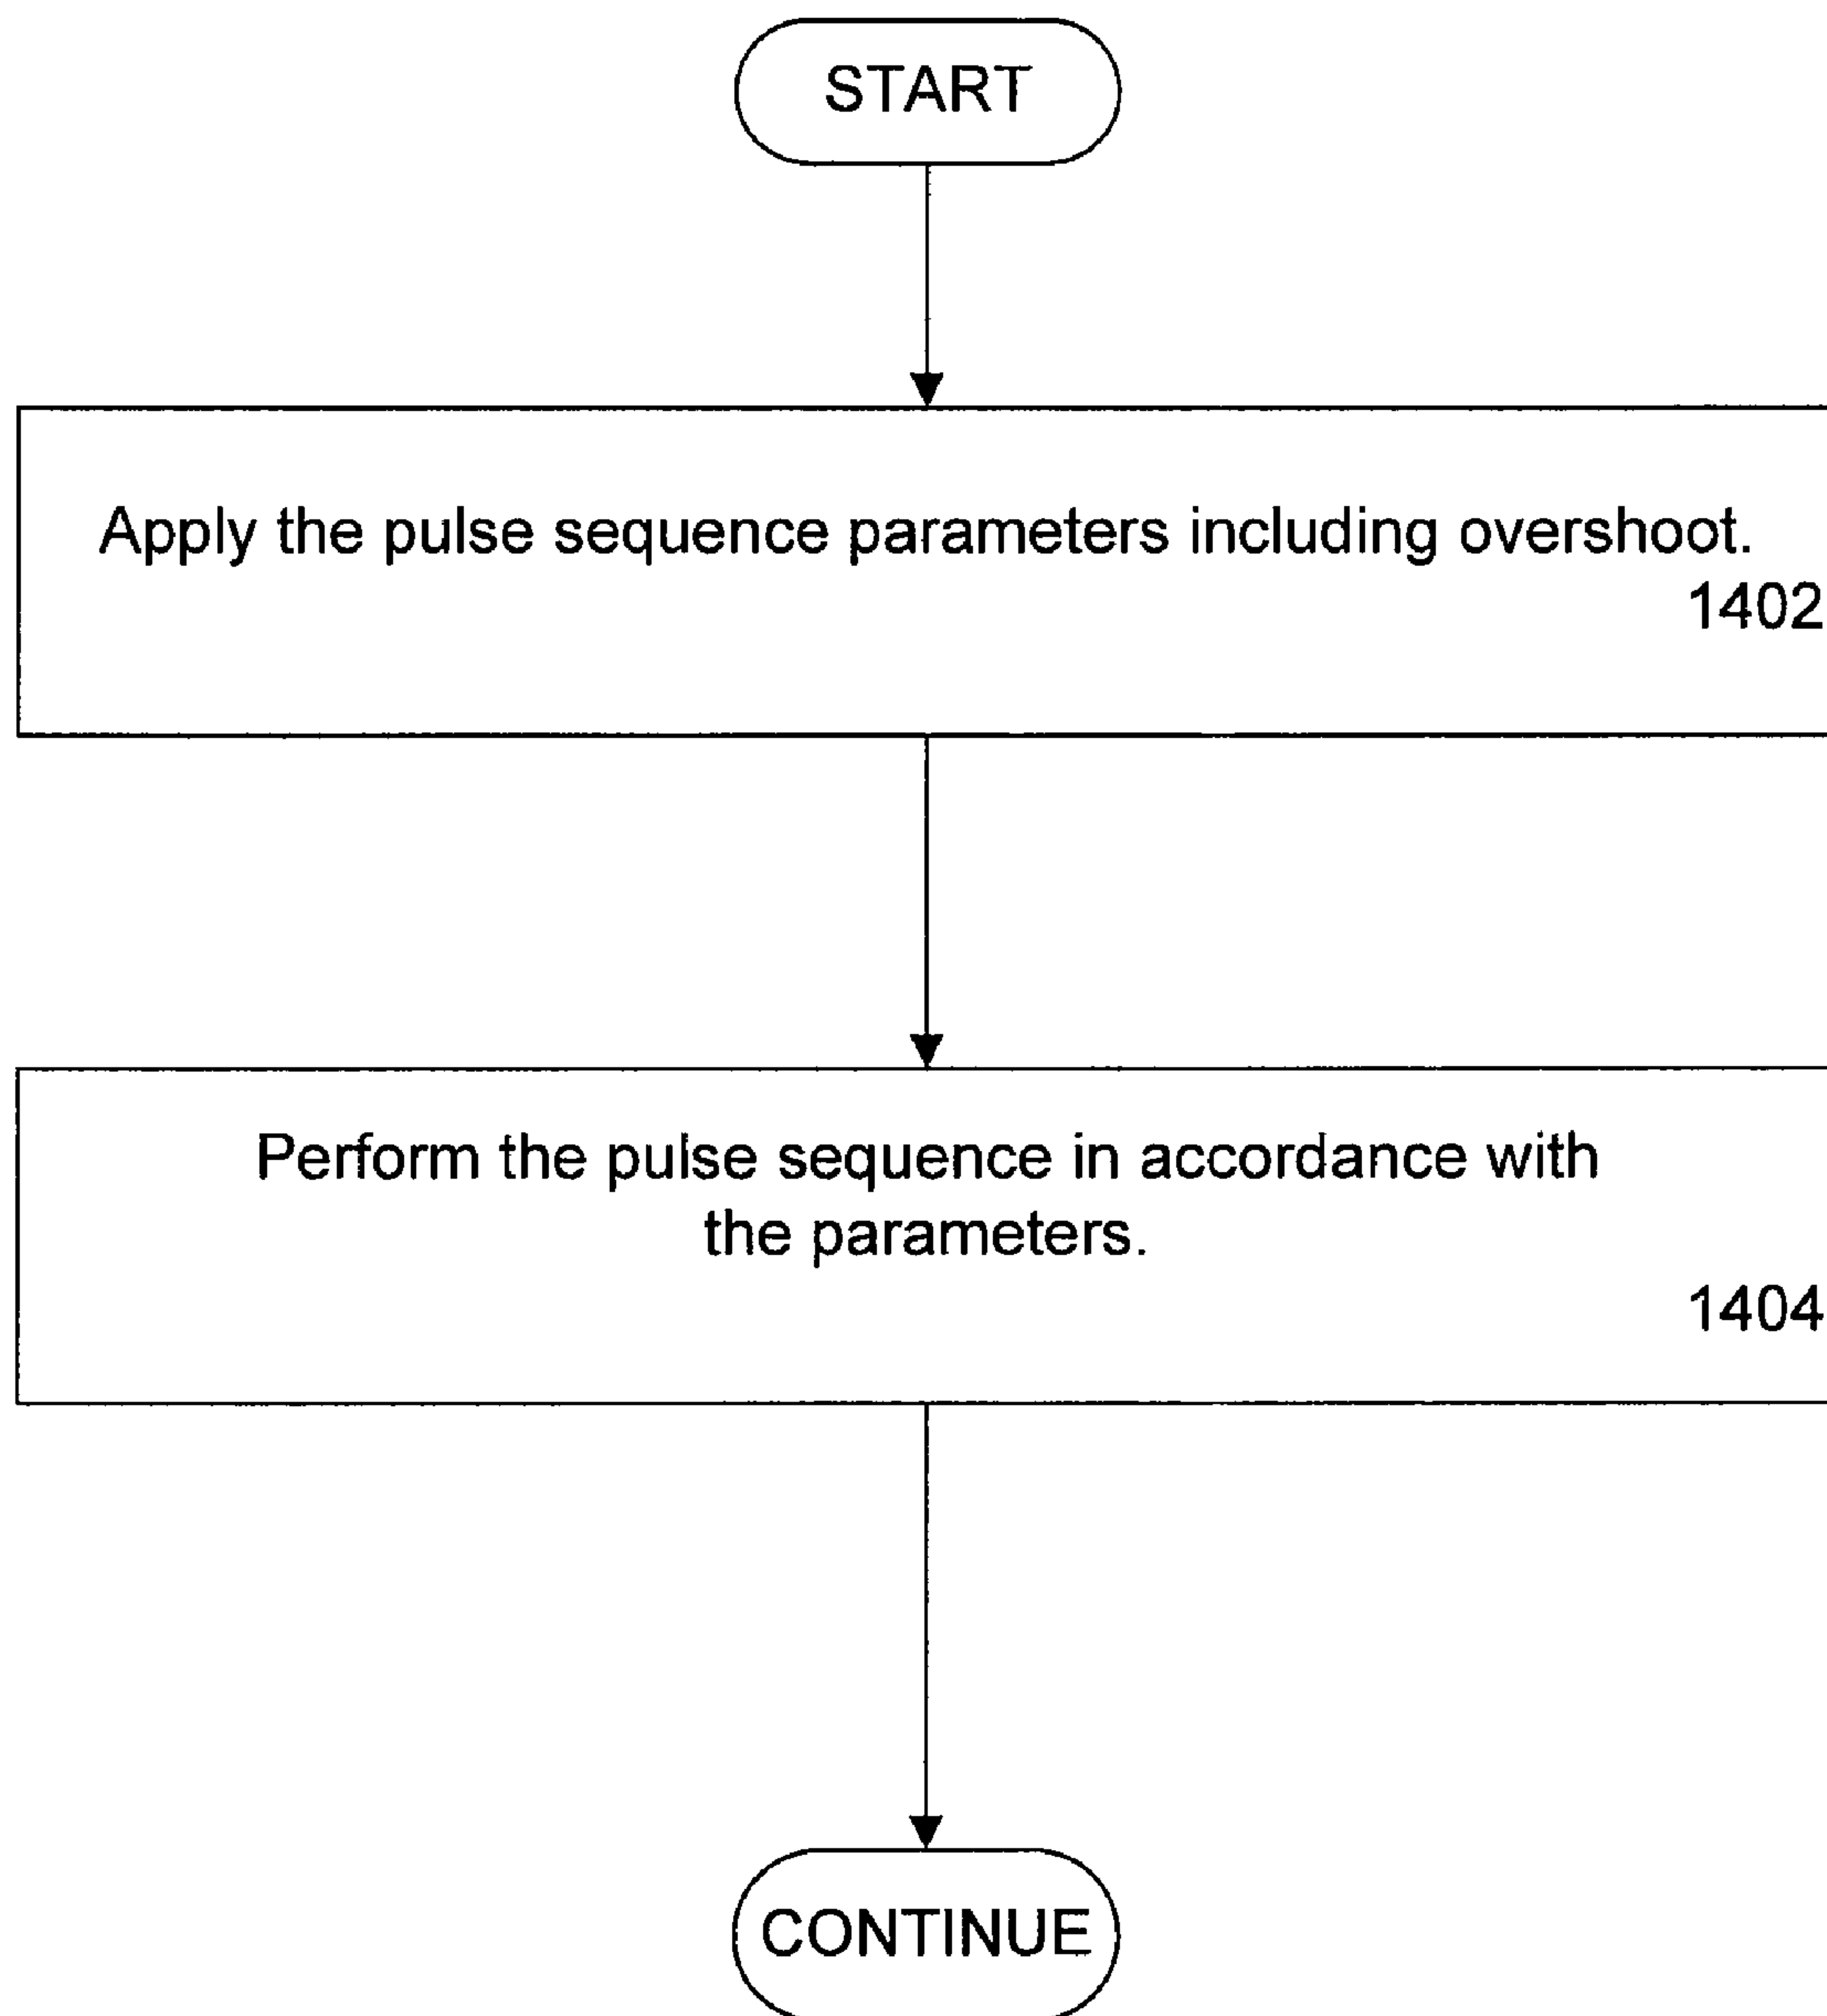 START
Apply the pulse sequence parameters including overshoot.
1402
Perform the pulse sequence in accordance with
the parameters.
1404
CONTINUE